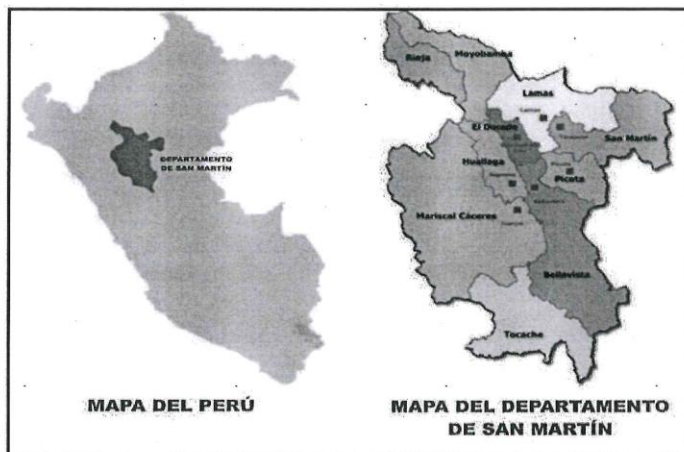 DEPARTAMENTO
DE SAN MARTÍN
MAPA DEL PERÚ
Rioja
Moyobamba
Lamas
El Dorado
San Martín
Huallaga
Picota
Mariscal Cáceres
Bellavista
Tocache
MAPA DEL DEPARTAMENTO
DE SAN MARTÍN